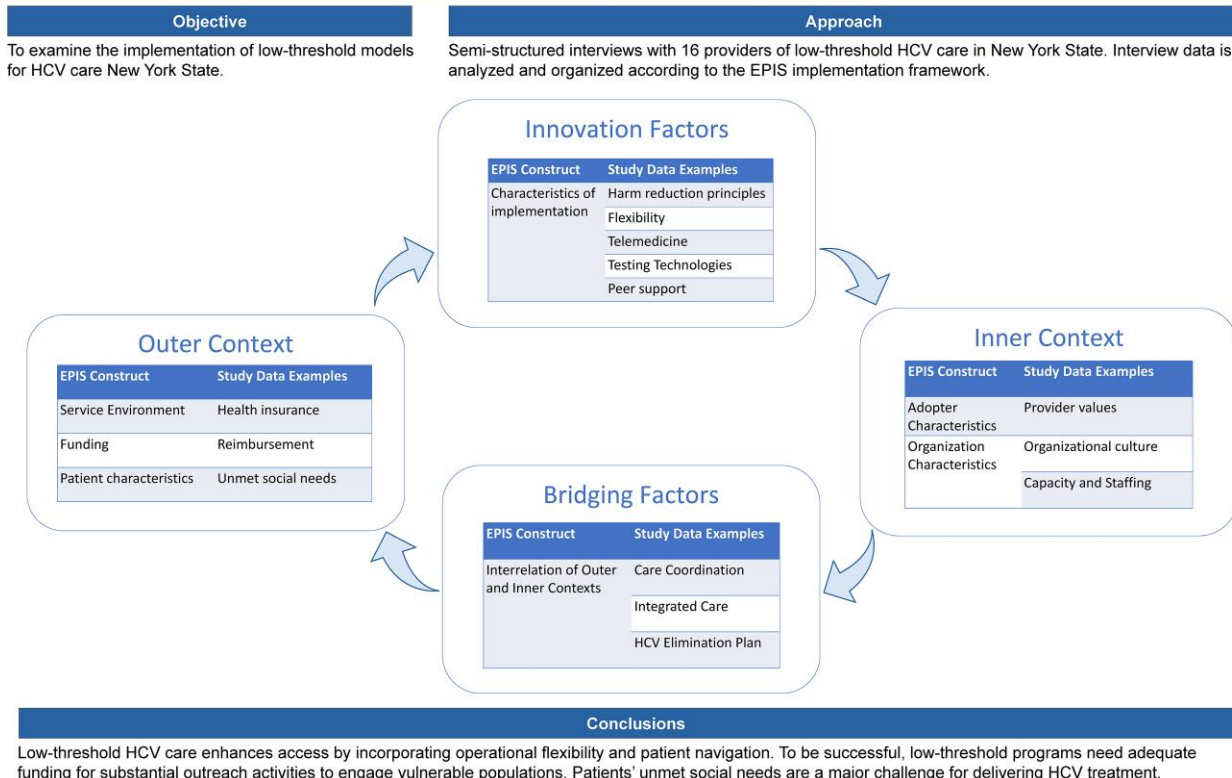 Objective
To examine the implementation of low-threshold models
for HCV care New York State.
Approach
Semi-structured interviews with 16 providers of low-threshold HCV care in New York State. Interview data is
analyzed and organized according to the EPIS implementation framework.
Innovation Factors
EPIS Construct Study Data Examples
Characteristics of Harm reduction principles
implementation
Flexibility
Telemedicine
Testing Technologies
Peer support
Outer Context
EPIS Construct Study Data Examples
Service Environment Health insurance
Funding Reimbursement
Patient characteristics Unmet social needs
Inner Context
EPIS Construct Study Data Examples
Adopter Provider values
Characteristics
Organization Organizational culture
Characteristics
Capacity and Staffing
Bridging Factors
EPIS Construct Study Data Examples
Interrelation of Outer Care Coordination
and Inner Contexts
Integrated Care
HCV Elimination Plan
Conclusions
Low-threshold HCV care enhances access by incorporating operational flexibility and patient navigation. To be successful, low-threshold programs need adequate
funding for substantial outreach activities to engage vulnerable populations. Patients' unmet social needs are a major challenge for delivering HCV treatment.